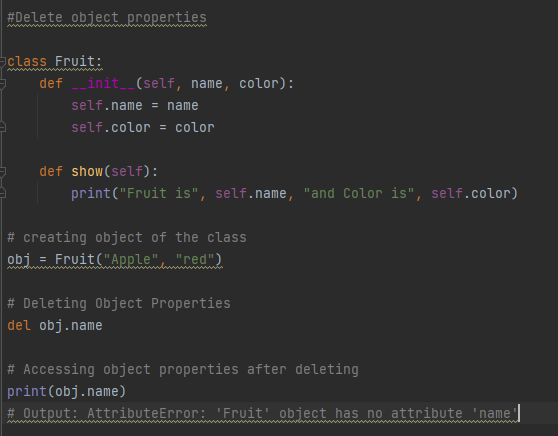 #Delete object properties
class Fruit:
    def __init__(self, name, color):
        self.name = name
        self.color = color
    def show(self):
        print("Fruit is", self.name, "and Color is", self.color)
# creating object of the class
obj = Fruit("Apple", "red")
# Deleting Object Properties
del obj.name
# Accessing object properties after deleting
print(obj.name)
# Output: AttributeError: 'Fruit' object has no attribute 'name'